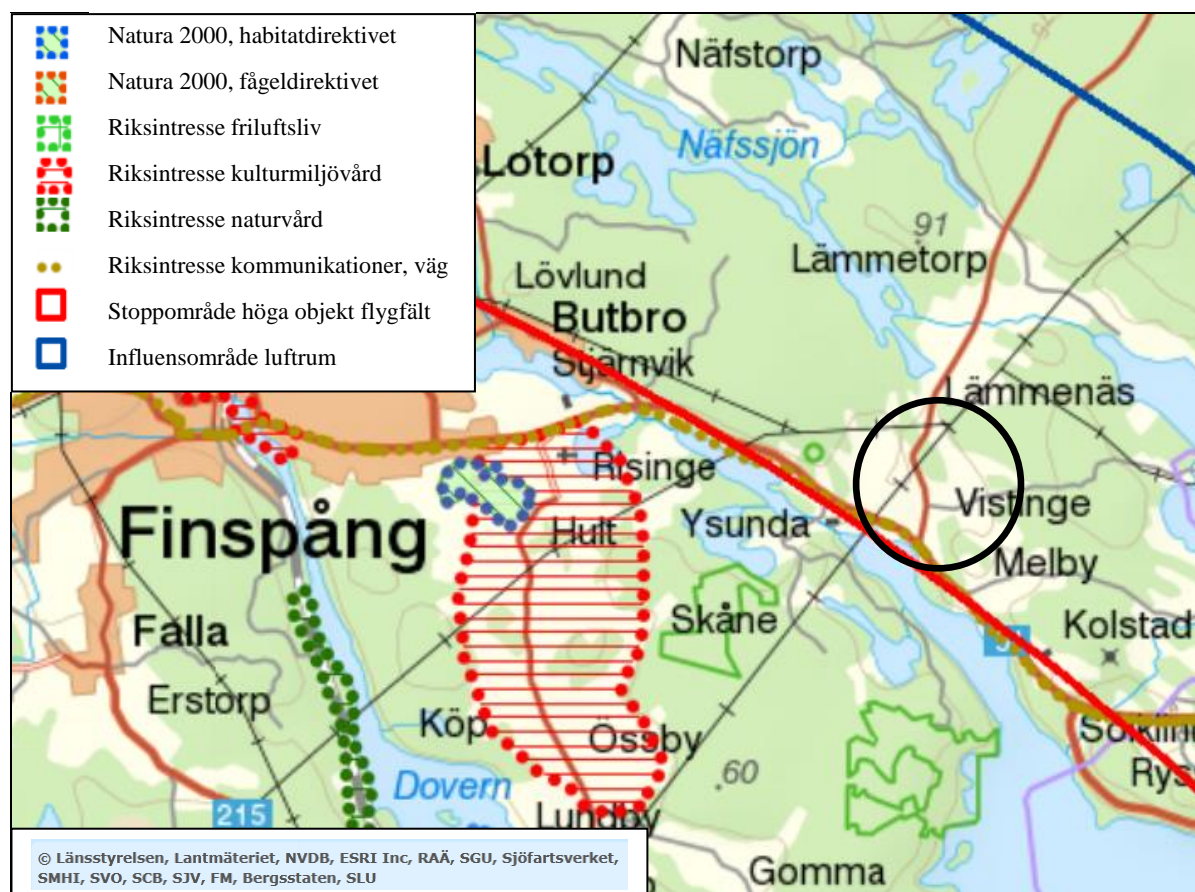 Natura 2000, habitatdirektivet
Natura 2000, fågeldirektivet
Riksintresse friluftsliv
Riksintresse kulturmiljövård
Riksintresse naturvård
Riksintresse kommunikationer, väg
Stoppområde höga objekt flygfält
Influensområde luftrum
Näfstorp
Näfssjön
Lotorp
91
Lämmetorp
Lövlund
Butbro
Stjärnvik
Lämmenäs
Risinge
Vistinge
Finspång
Hult
Ysunda
Melby
Skåne
Kolstad
Falla
Erstorp
Köp
Össby
60
Dovern
215
Lundby
Gomma
© Länsstyrelsen, Lantmäteriet, NVDB, ESRI Inc, RAÄ, SGU, Sjöfartsverket,
SMHI, SVO, SCB, SJV, FM, Bergsstaten, SLU